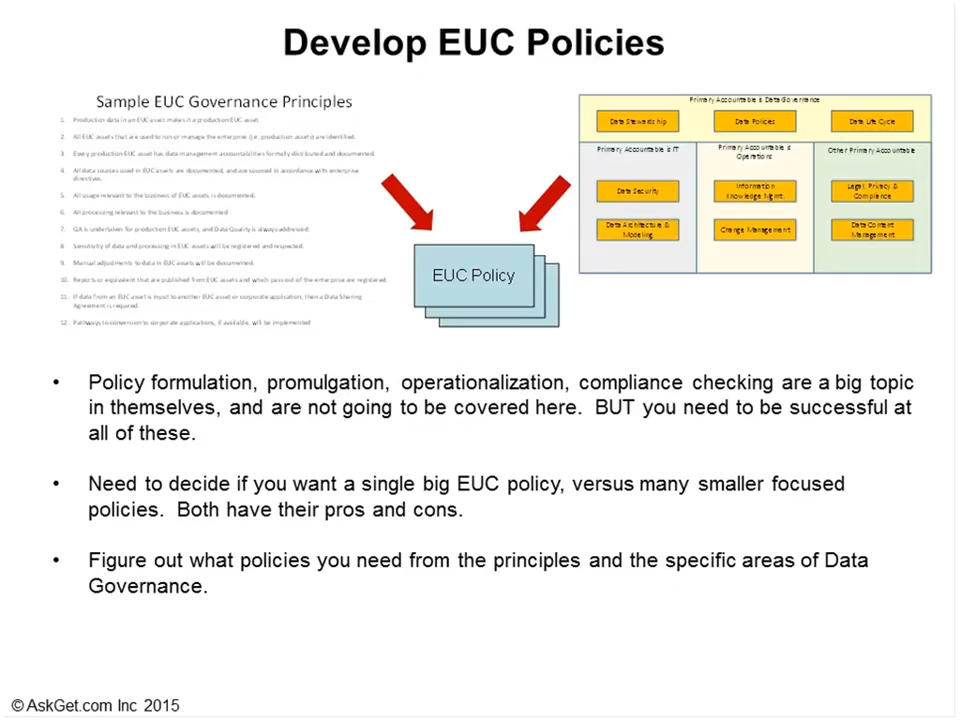 Develop EUC Policies
Sample EUC Governance Principles
1. Production data in an EUC asset makes it a production EUC asset
2. All EUC assets that are used to run or manage the enterprise (i.e. production assets) are identified.
3. Every production EUC asset has data management accountabilities formally distributed and documented.
4. All data sources used in EUC assets are documented, and are sourced in accordance with enterprise
directives.
5. All usage relevant to the business of EUC assets is documented.
6. All processing relevant to the business is documented
7. QA is undertaken for production EUC assets, and Data Quality is always addressed
8. Sensitivity of data and processing in EUC assets will be registered and respected.
9. Manual adjustments to data in EUC assets will be documented.
10. Reports or equivalent that are published from EUC assets and which pass out of the enterprise are registered
11. If data from an EUC asset is input to another EUC asset or corporate application, then a Data Sharing
Agreement is required
12. Pathways to conversion to corporate applications, if available, will be implemented
EUC Policy
Primary Accountable is Data Governance
Data Stewardship
Data Policies
Data Life Cycle
Primary Accountable is IT
Data Security
Data Architecture &
Modeling
Primary Accountable is
Operations
Information
Knowledge Mgmt.
Change Management
Other Primary Accountable
Legal, Privacy &
Compliance
Data Content
Management
• Policy formulation, promulgation, operationalization, compliance checking are a big topic
in themselves, and are not going to be covered here. BUT you need to be successful at
all of these.
• Need to decide if you want a single big EUC policy, versus many smaller focused
policies. Both have their pros and cons.
• Figure out what policies you need from the principles and the specific areas of Data
Governance.
© AskGet.com Inc 2015